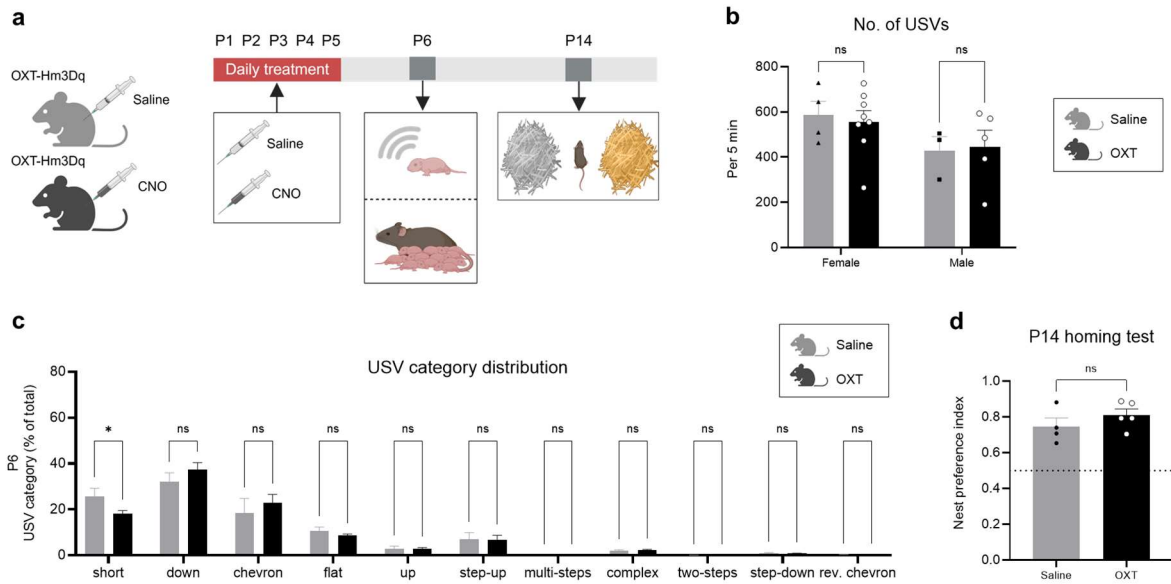 a
P1 P2 P3 P4 P5 P6 P14
Daily treatment
OXT-Hm3Dq
Saline
OXT-Hm3Dq
CNO
Saline
CNO
b
No. of USVs
ns ns
Per 5 min
800
600
400
200
0
Female Male
Saline
OXT
c
USV category distribution
Saline
OXT
P6
USV category (% of total)
80
60
40
20
0
* ns ns ns ns ns ns ns ns ns ns
short down chevron flat up step-up multi-steps complex two-steps step-down rev. chevron
d
P14 homing test
ns
Nest preference index
1.0
0.8
0.6
0.4
0.2
0.0
Saline OXT